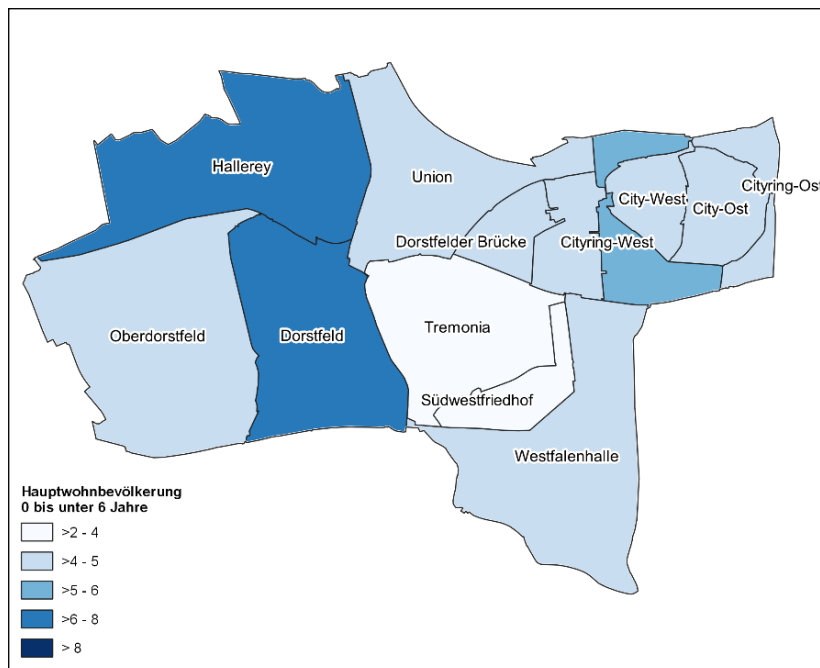 Hallerey
Union
City-West
Cityring-Ost
City-Ost
Dorstfelder Brücke
Cityring-West
Oberdorstfeld
Dorstfeld
Tremonia
Südwestfriedhof
Westfalenhalle
Hauptwohnbevölkerung
0 bis unter 6 Jahre
>2 - 4
>4 - 5
>5 - 6
>6 - 8
> 8